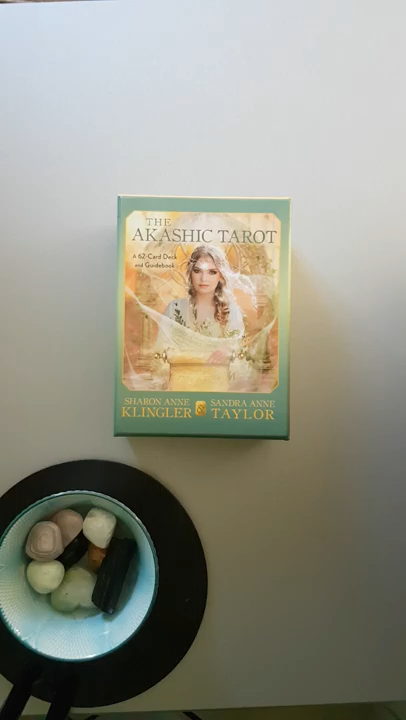 THE
AKASHIC TAROT
A 62-Card Deck
and Guidebook
SHARON ANNE
KLINGLER
&
SANDRA ANNE
TAYLOR